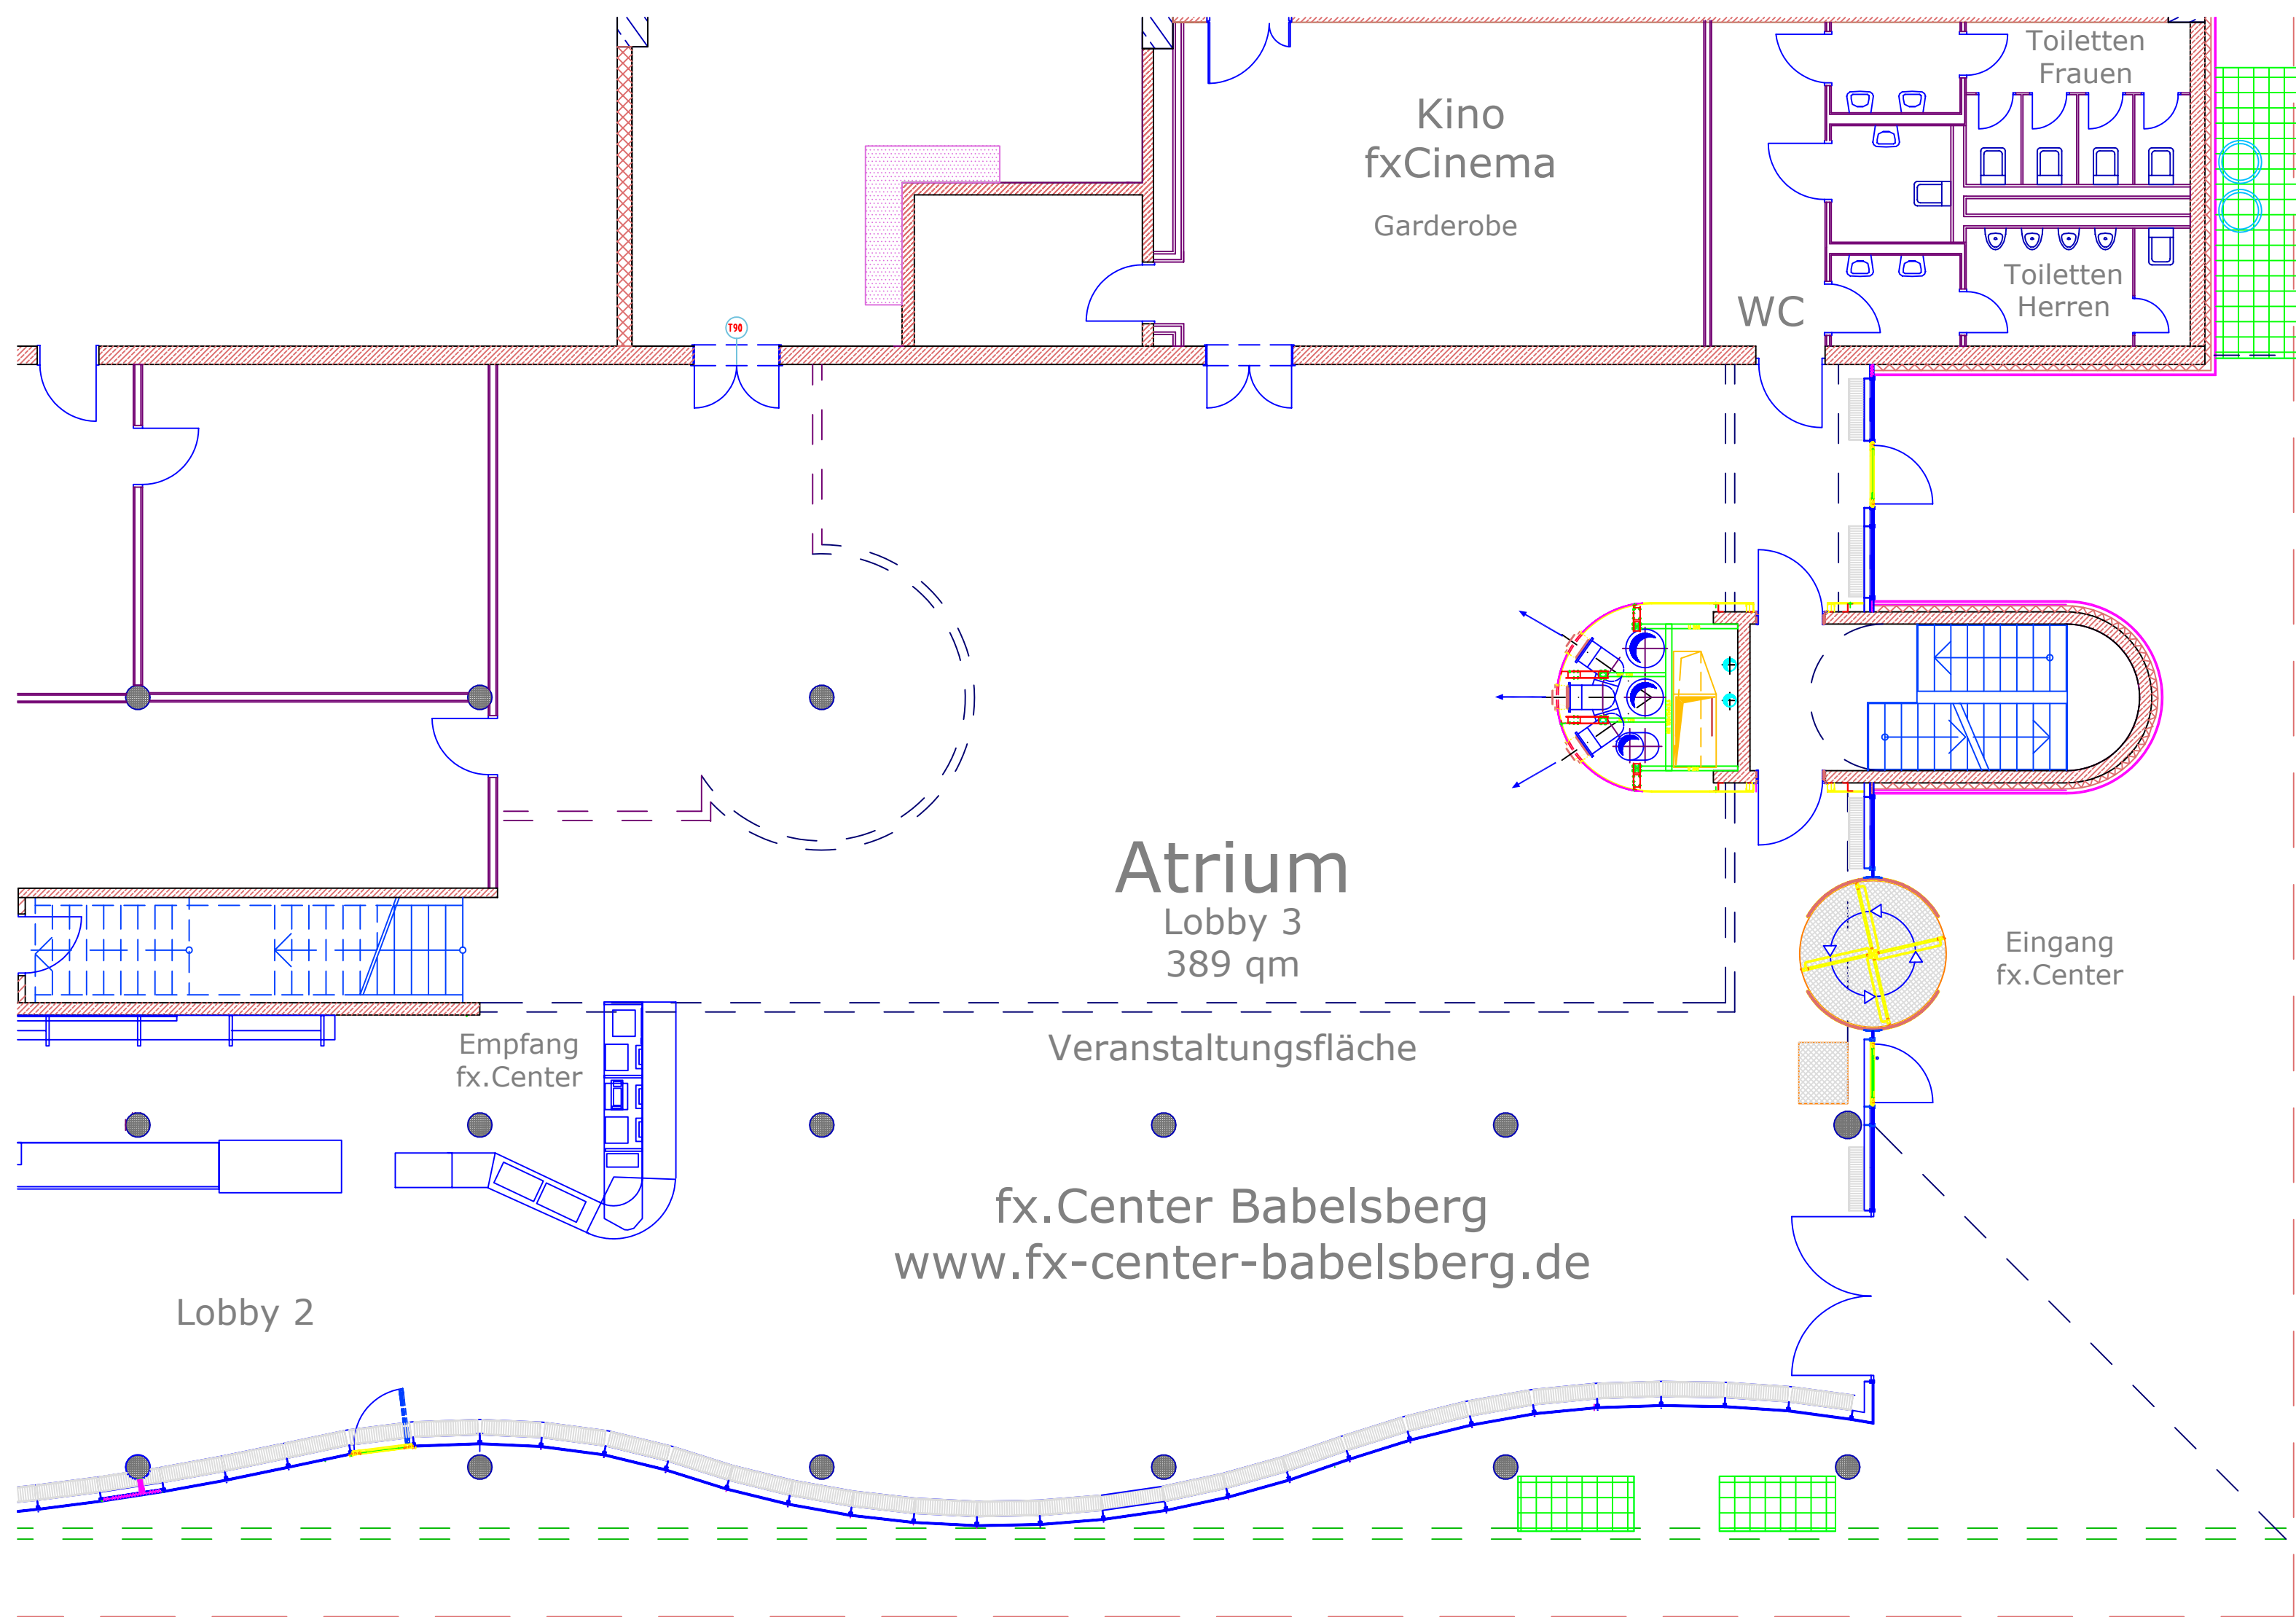 Toiletten
Frauen
Kino
fxCinema
Garderobe
Toiletten
Herren
WC
T90
Atrium
Lobby 3
389 qm
Eingang
fx.Center
Empfang
fx.Center
Veranstaltungsfläche
fx.Center Babelsberg
www.fx-center-babelsberg.de
Lobby 2